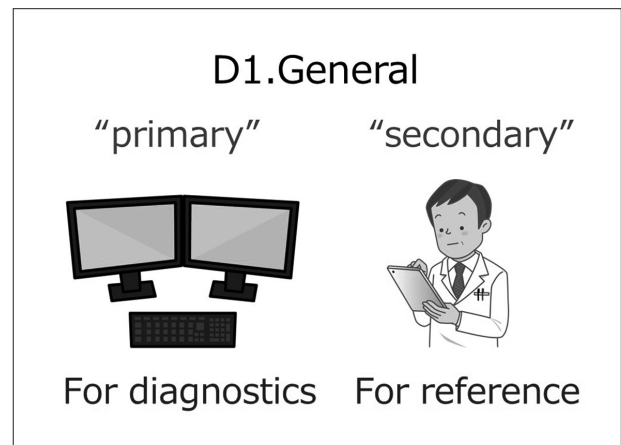 D1.General
“primary” “secondary”
For diagnostics For reference